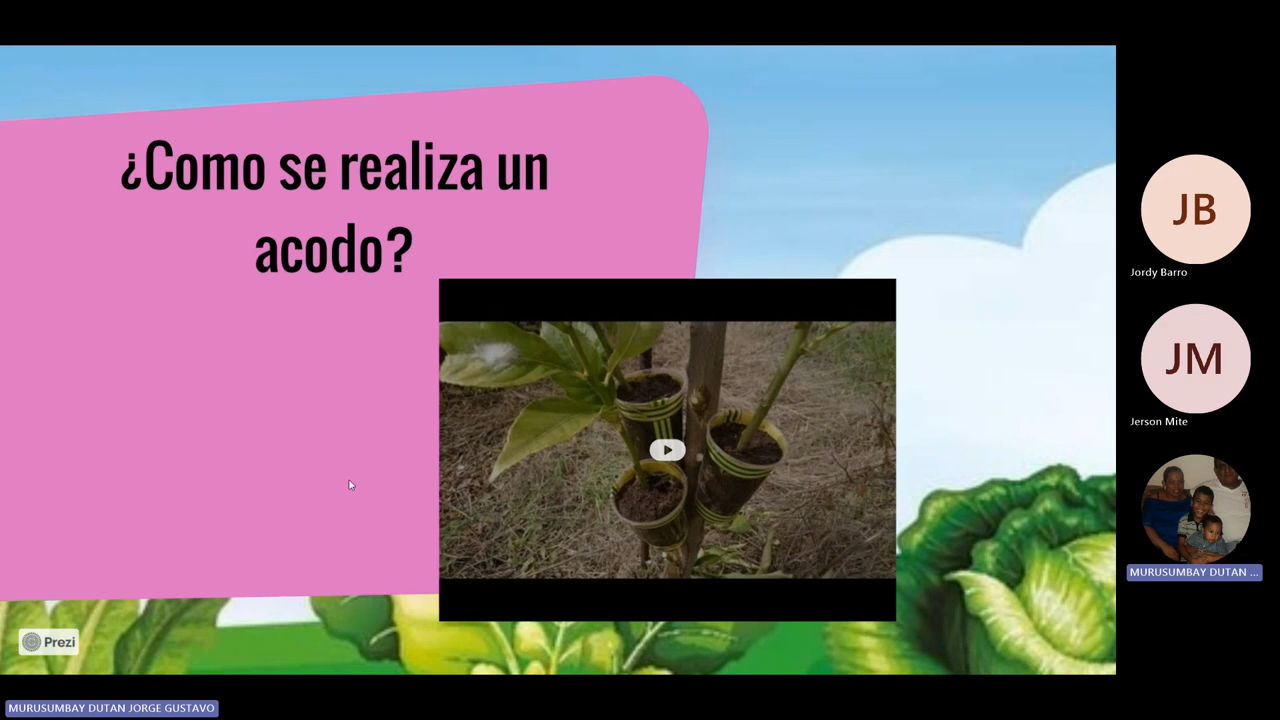 ¿Como se realiza un
acodo?
JB
Jordy Barro
JM
Jerson Mite
MURUSUMBAY DUTAN ...
Prezi
MURUSUMBAY DUTAN JORGE GUSTAVO